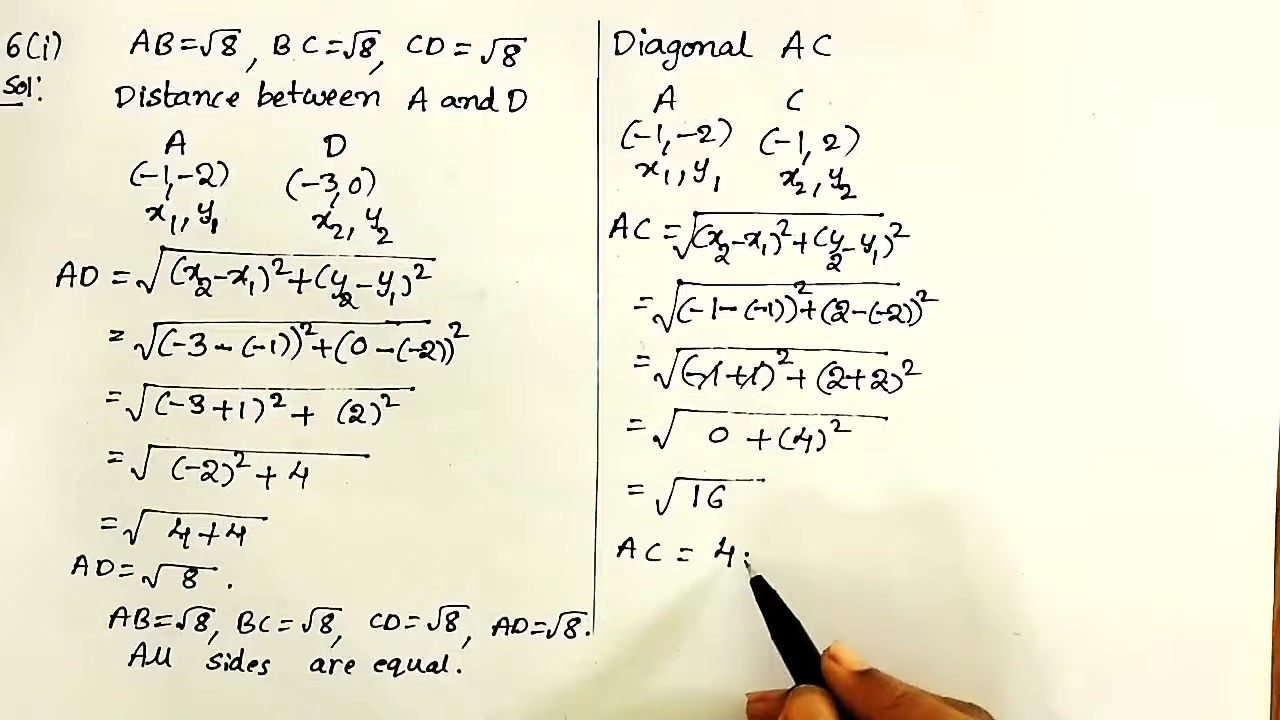 6(i) AB=√8, BC=√8, CD=√8
Sol:
Distance between A and D
A D
(-1,-2) (-3,0)
x₁,y₁ x₂,y₂
AD = √(x₂-x₁)²+(y₂-y₁)²
= √(-3-(-1))²+(0-(-2))²
= √(-3+1)²+ (2)²
= √(-2)²+4
= √4+4
AD=√8.
AB=√8, BC=√8, CD=√8, AD=√8.
All sides are equal.
Diagonal AC
A C
(-1,-2) (-1,2)
x₁,y₁ x₂,y₂
AC = √(x₂-x₁)²+(y₂-y₁)²
= √(-1-(-1))²+(2-(-2))²
= √(-1+1)²+(2+2)²
= √0+(4)²
= √16
AC = 4.